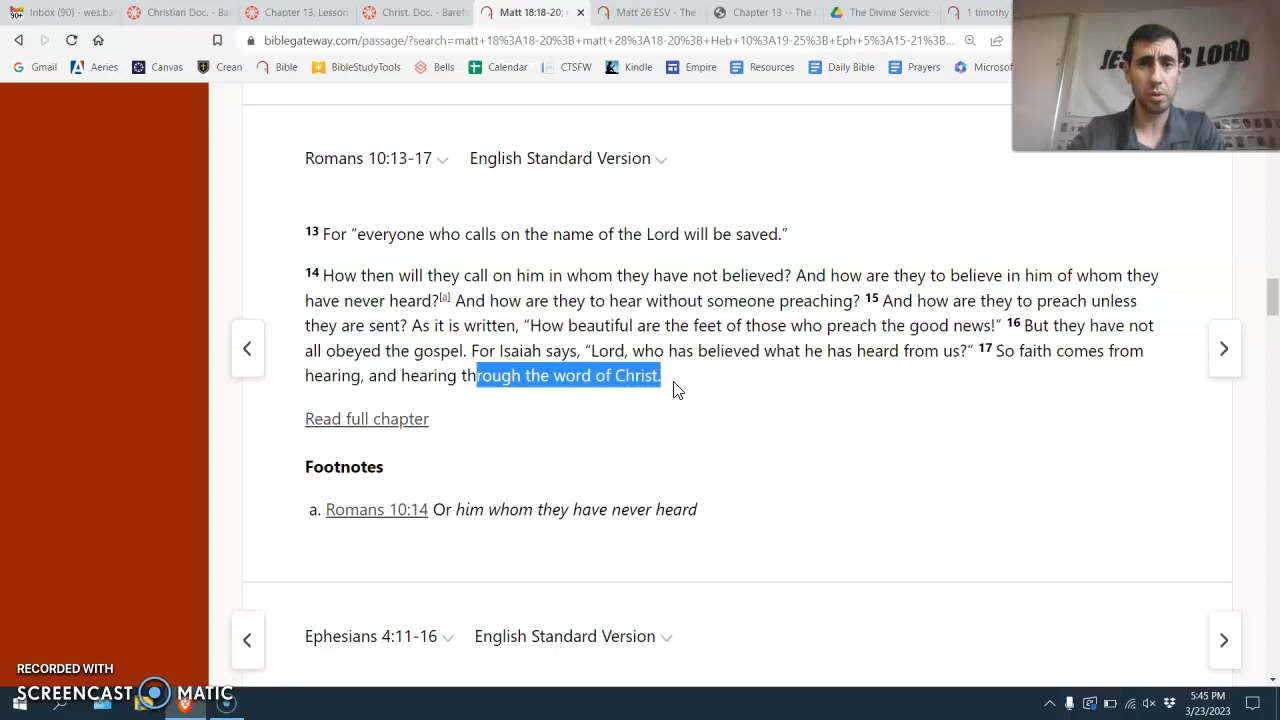 Inbox (90) - wes.ba
Christian Doc. - Ba
Chapter 13, Lesson
Christ. Doc. - Baref
Matt 18:18-20;
Matt 26 ESV - The
Chapter 13 -- The
The Divine Service
1 timothy
90+
biblegateway.com/passage/?search=matt+18%3A18-20%3B+matt+28%3A18-20%3B+Heb+10%3A19-25%3B+Eph+5%3A15-21%3B...
Gmail
Aeries
Canvas
Crean
Bible
BibleStudyTools
Bells
Calendar
CTSFW
Kindle
Empire
Resources
Daily Bible
Prayers
Microsof
LORD
Romans 10:13-17
English Standard Version
13 For “everyone who calls on the name of the Lord will be saved.”
14 How then will they call on him in whom they have not believed? And how are they to believe in him of whom they
have never heard?[a] And how are they to hear without someone preaching? 15 And how are they to preach unless
they are sent? As it is written, “How beautiful are the feet of those who preach the good news!” 16 But they have not
all obeyed the gospel. For Isaiah says, “Lord, who has believed what he has heard from us?” 17 So faith comes from
hearing, and hearing through the word of Christ.
Read full chapter
Footnotes
a. Romans 10:14 Or him whom they have never heard
Ephesians 4:11-16
English Standard Version
RECORDED WITH
SCREENCAST MATIC
5:45 PM
3/23/2023